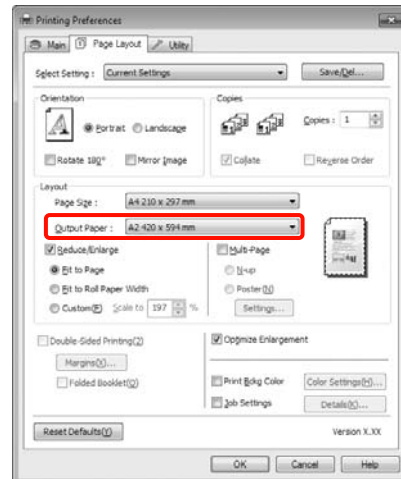 Printing Preferences
Main Page Layout Utility
Select Setting : Current Settings Save/Del...
Orientation
Portrait Landscape
Rotate 180° Mirror Image
Copies
Copies : 1
Collate Reverse Order
Layout
Page Size : A4 210 x 297 mm
Output Paper : A2 420 x 594 mm
Reduce/Enlarge
Fit to Page
Fit to Roll Paper Width
Custom(F) Scale to 197 %
Multi-Page
N-up
Poster(N)
Settings...
Double-Sided Printing(2)
Margins(X)...
Folded Booklet(Q)
Optimize Enlargement
Print Bckg Color Color Settings(H)...
Job Settings Details(K)...
Reset Defaults(Y) Version X.XX
OK Cancel Help